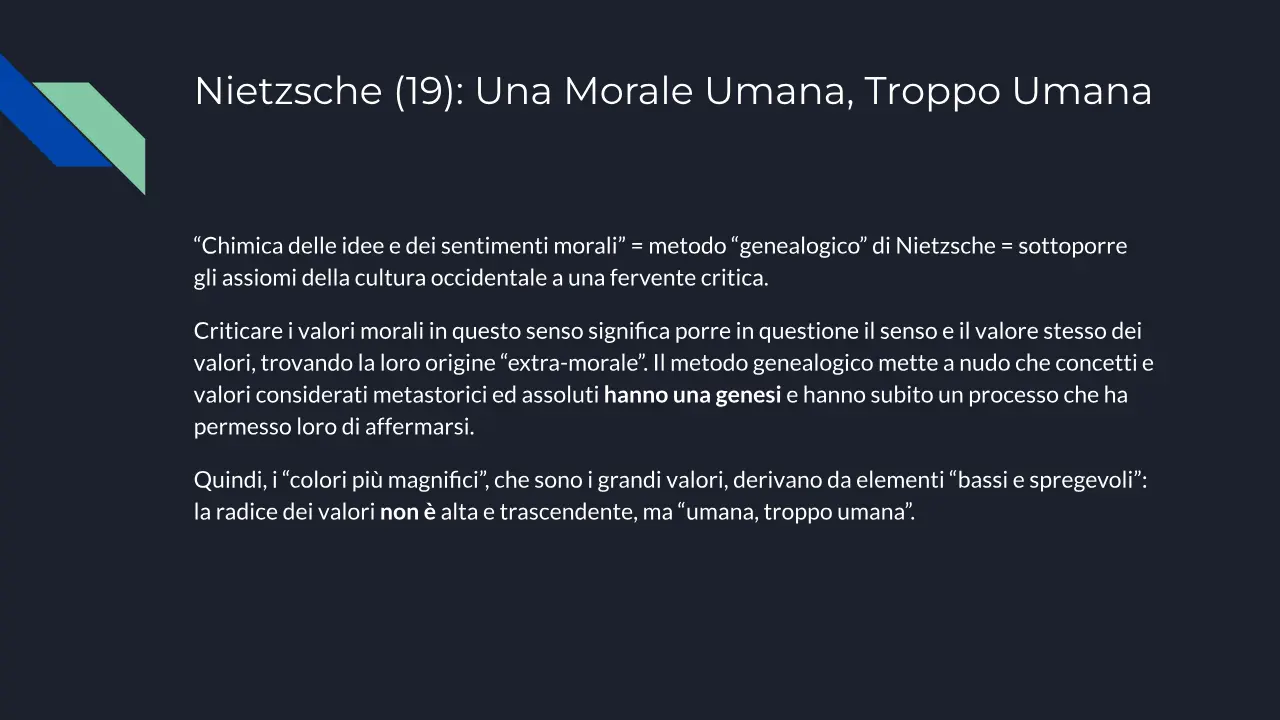 Nietzsche (19): Una Morale Umana, Troppo Umana
“Chimica delle idee e dei sentimenti morali” = metodo “genealogico” di Nietzsche = sottoporre
gli assiomi della cultura occidentale a una fervente critica.
Criticare i valori morali in questo senso significa porre in questione il senso e il valore stesso dei
valori, trovando la loro origine “extra-morale”. Il metodo genealogico mette a nudo che concetti e
valori considerati metastorici ed assoluti hanno una genesi e hanno subito un processo che ha
permesso loro di affermarsi.
Quindi, i “colori più magnifici”, che sono i grandi valori, derivano da elementi “bassi e spregevoli”:
la radice dei valori non è alta e trascendente, ma “umana, troppo umana”.